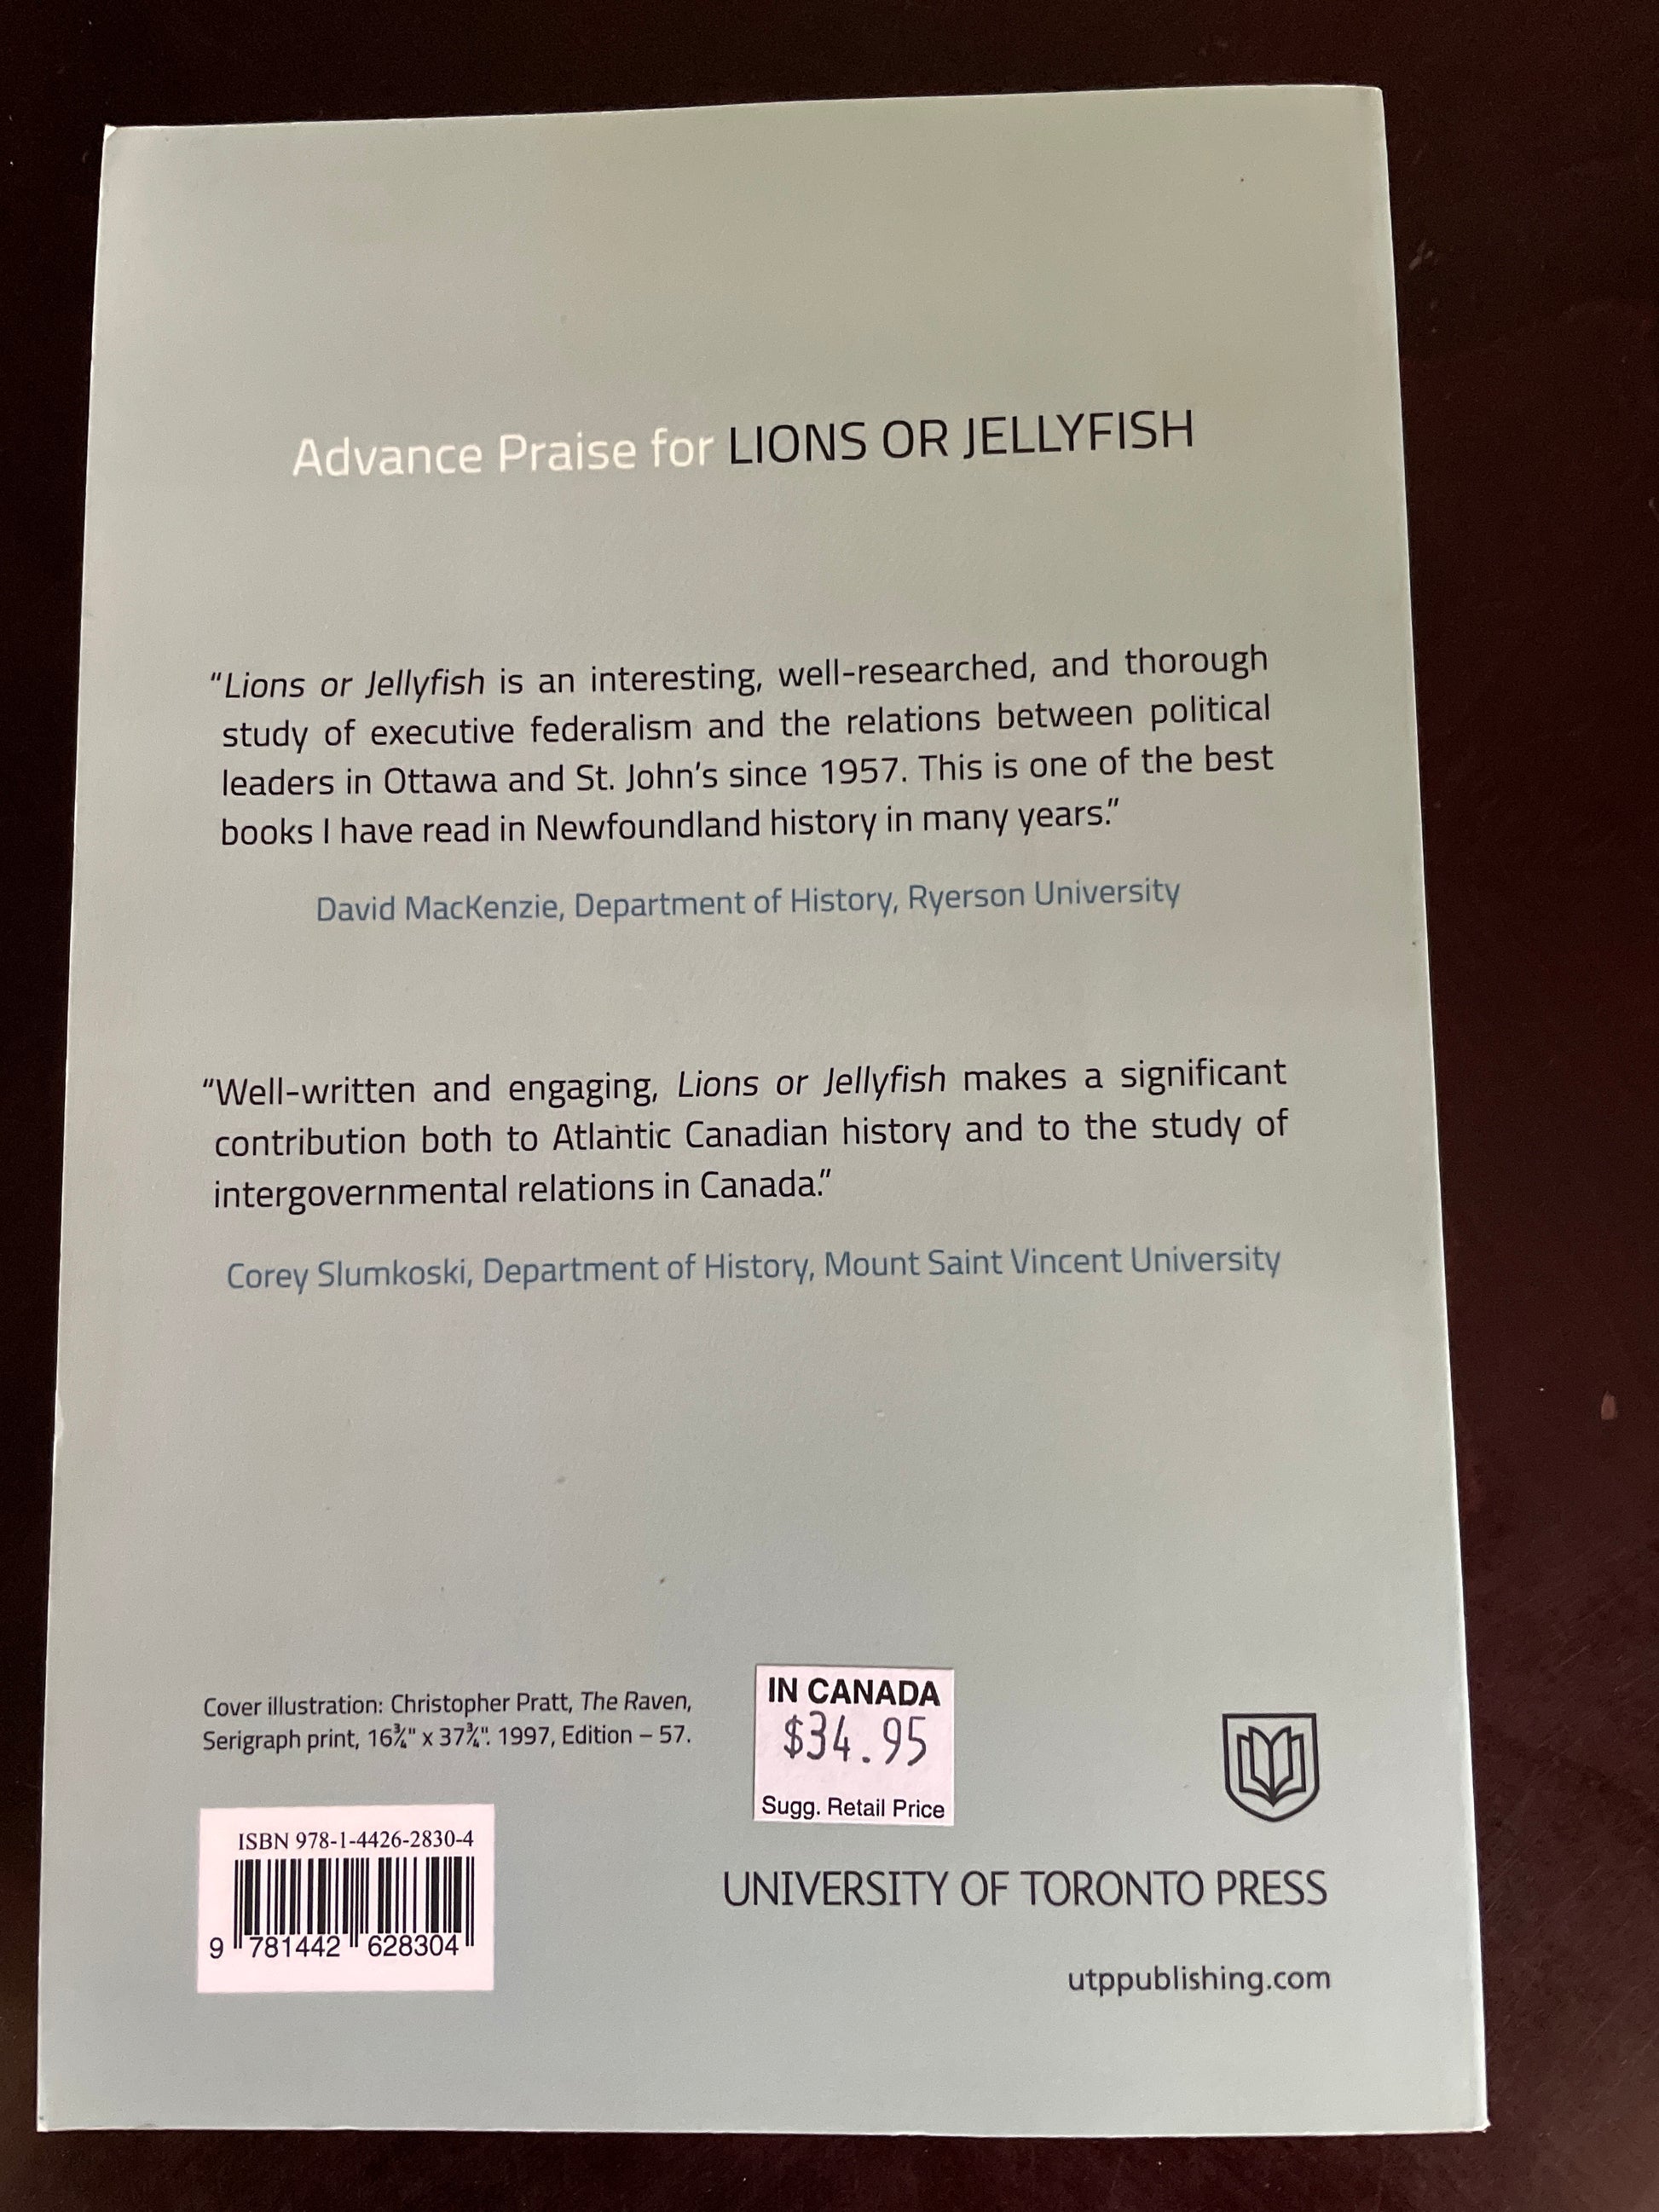 Advance Praise for LIONS OR JELLYFISH
“Lions or Jellyfish is an interesting, well-researched, and thorough
study of executive federalism and the relations between political
leaders in Ottawa and St. John’s since 1957. This is one of the best
books I have read in Newfoundland history in many years.”
David MacKenzie, Department of History, Ryerson University
“Well-written and engaging, Lions or Jellyfish makes a significant
contribution both to Atlantic Canadian history and to the study of
intergovernmental relations in Canada.”
Corey Slumkoski, Department of History, Mount Saint Vincent University
Cover illustration: Christopher Pratt, The Raven,
Serigraph print, 16¾" x 37¾". 1997, Edition – 57.
IN CANADA
$34.95
Sugg. Retail Price
ISBN 978-1-4426-2830-4
9 781442 628304
UNIVERSITY OF TORONTO PRESS
utppublishing.com